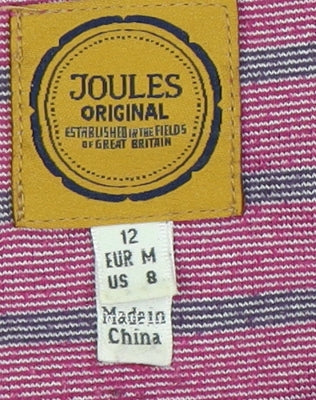 JOULES
ORIGINAL
ESTABLISHED IN THE FIELDS
OF GREAT BRITAIN
12
EUR M
US 8
Made in
China